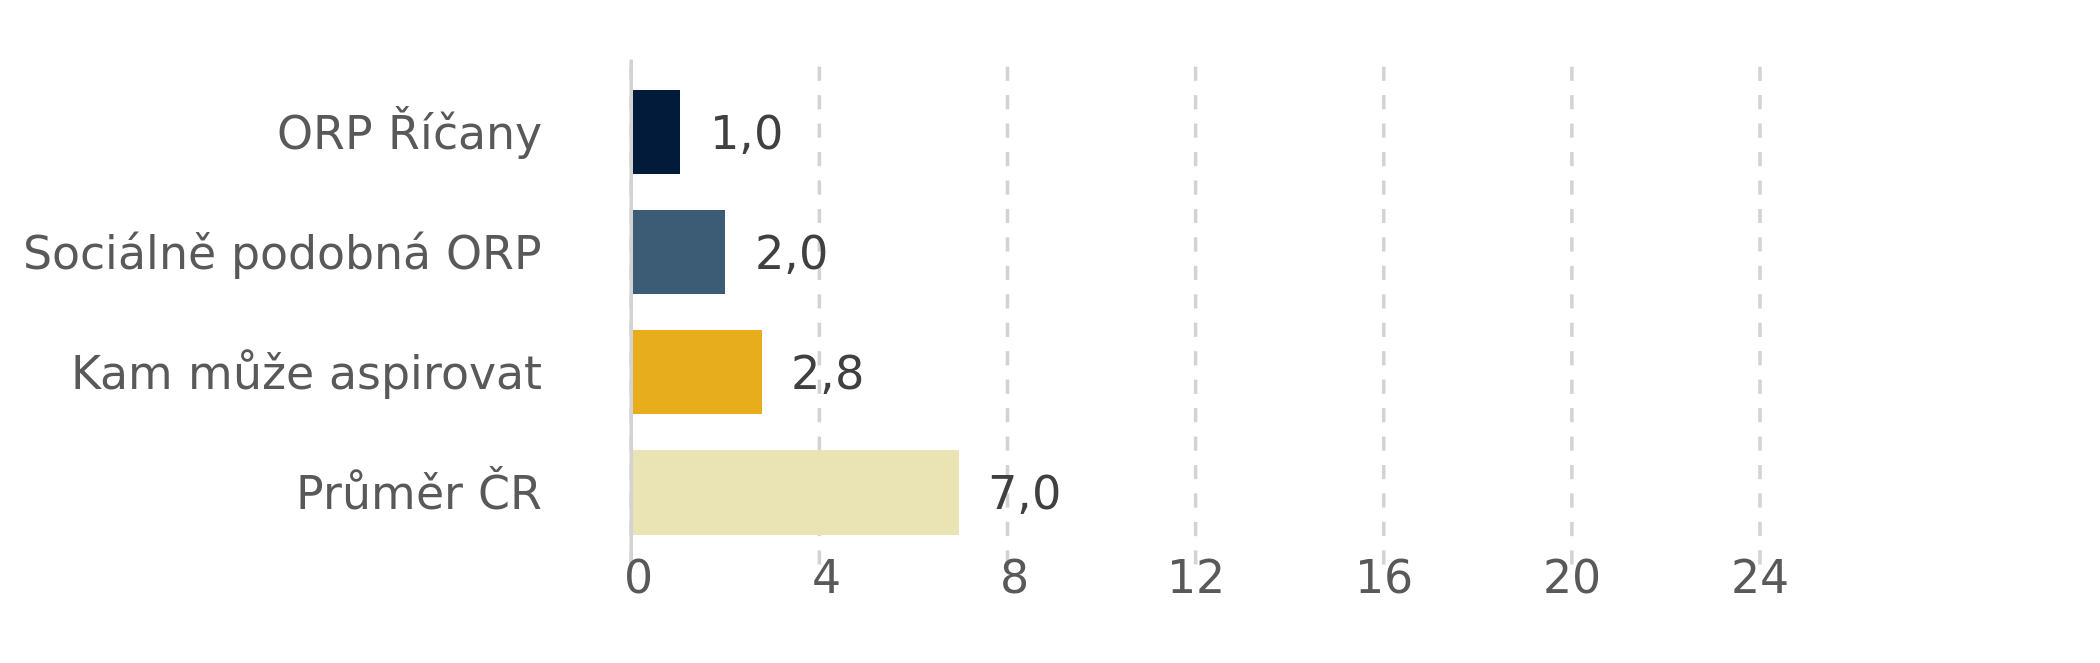 ORP Říčany 1,0
Sociálně podobná ORP 2,0
Kam může aspirovat 2,8
Průměr ČR 7,0
0 4 8 12 16 20 24